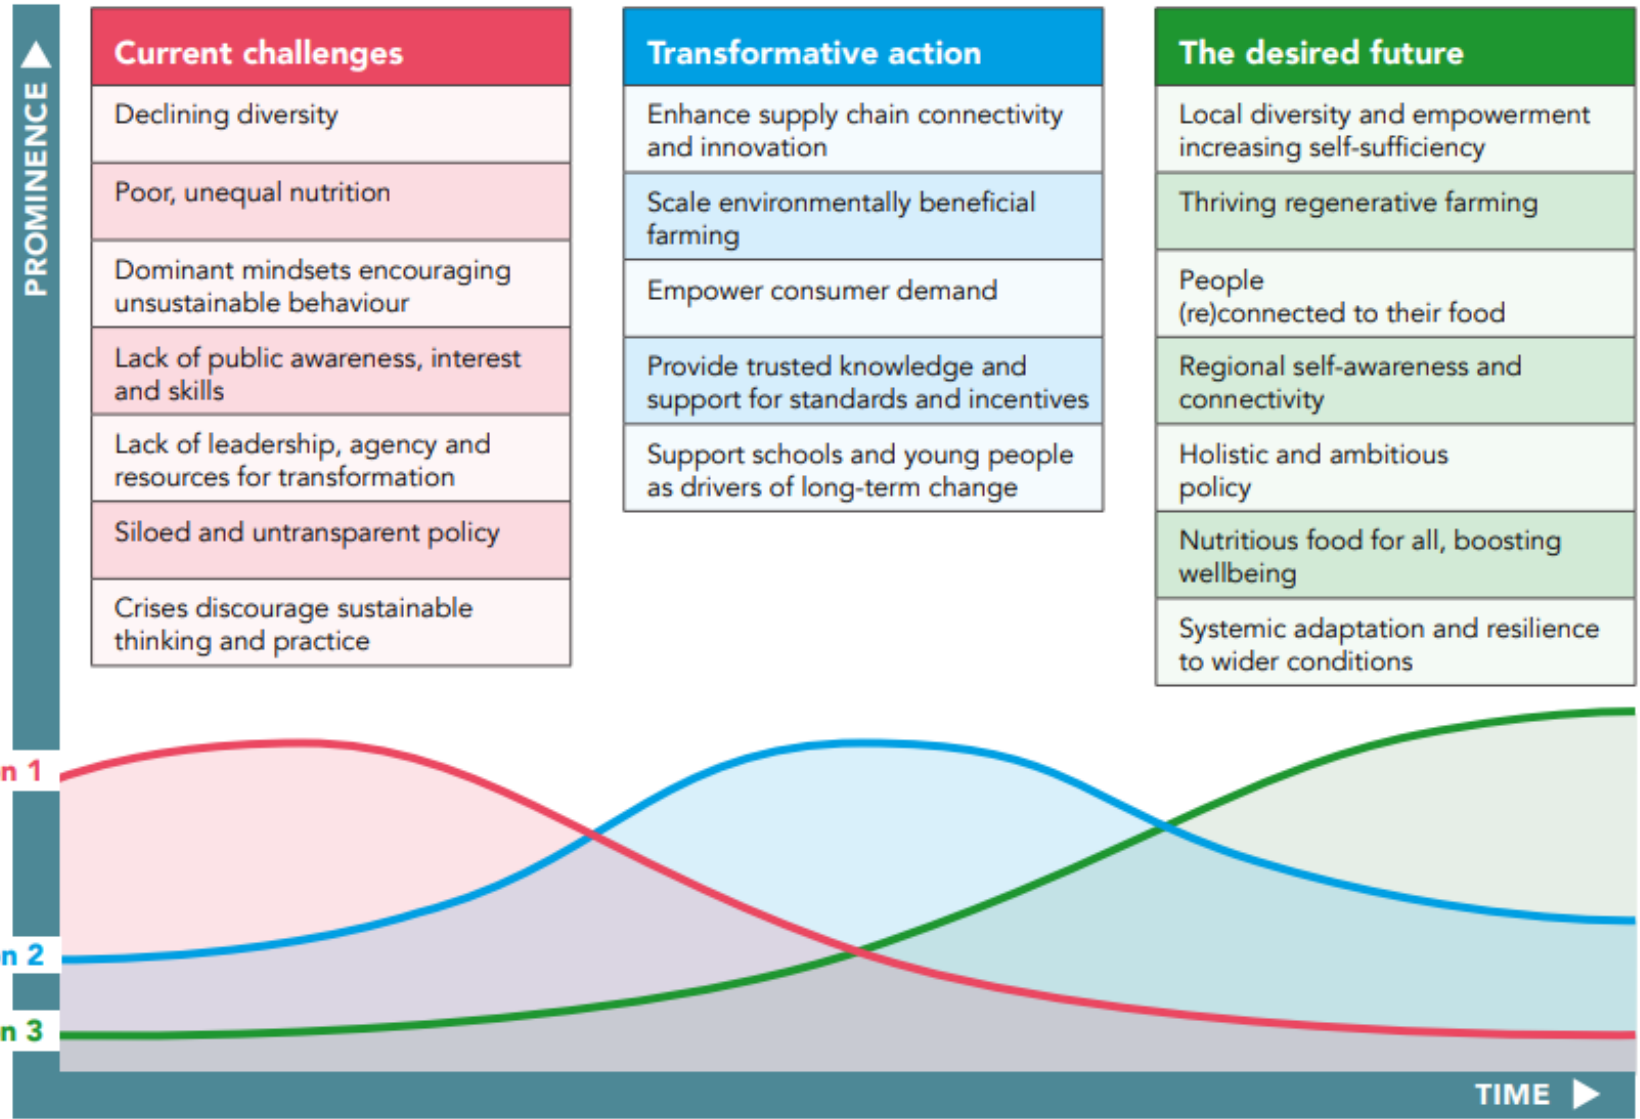 PROMINENCE
Current challenges
Declining diversity
Poor, unequal nutrition
Dominant mindsets encouraging
unsustainable behaviour
Lack of public awareness, interest
and skills
Lack of leadership, agency and
resources for transformation
Siloed and untransparent policy
Crises discourage sustainable
thinking and practice
Transformative action
Enhance supply chain connectivity
and innovation
Scale environmentally beneficial
farming
Empower consumer demand
Provide trusted knowledge and
support for standards and incentives
Support schools and young people
as drivers of long-term change
The desired future
Local diversity and empowerment
increasing self-sufficiency
Thriving regenerative farming
People
(re)connected to their food
Regional self-awareness and
connectivity
Holistic and ambitious
policy
Nutritious food for all, boosting
wellbeing
Systemic adaptation and resilience
to wider conditions
n 1
n 2
n 3
TIME